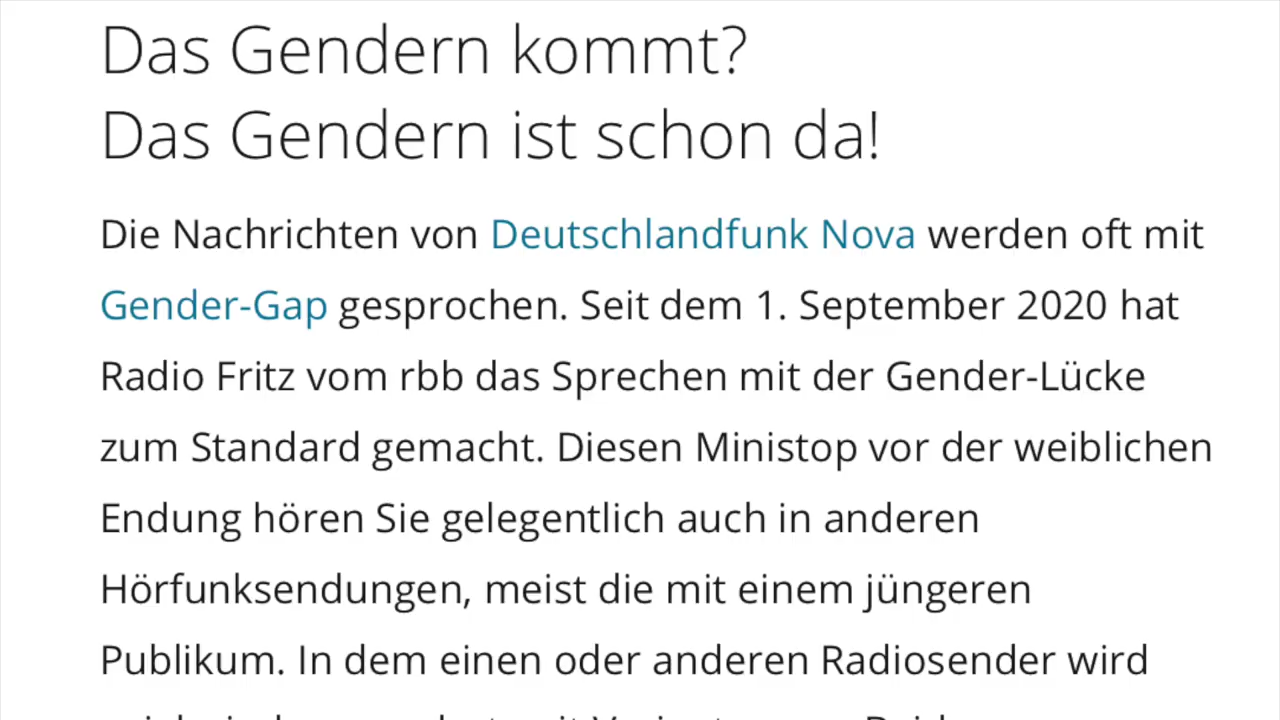 Das Gendern kommt?
Das Gendern ist schon da!
Die Nachrichten von Deutschlandfunk Nova werden oft mit
Gender-Gap gesprochen. Seit dem 1. September 2020 hat
Radio Fritz vom rbb das Sprechen mit der Gender-Lücke
zum Standard gemacht. Diesen Ministop vor der weiblichen
Endung hören Sie gelegentlich auch in anderen
Hörfunksendungen, meist die mit einem jüngeren
Publikum. In dem einen oder anderen Radiosender wird